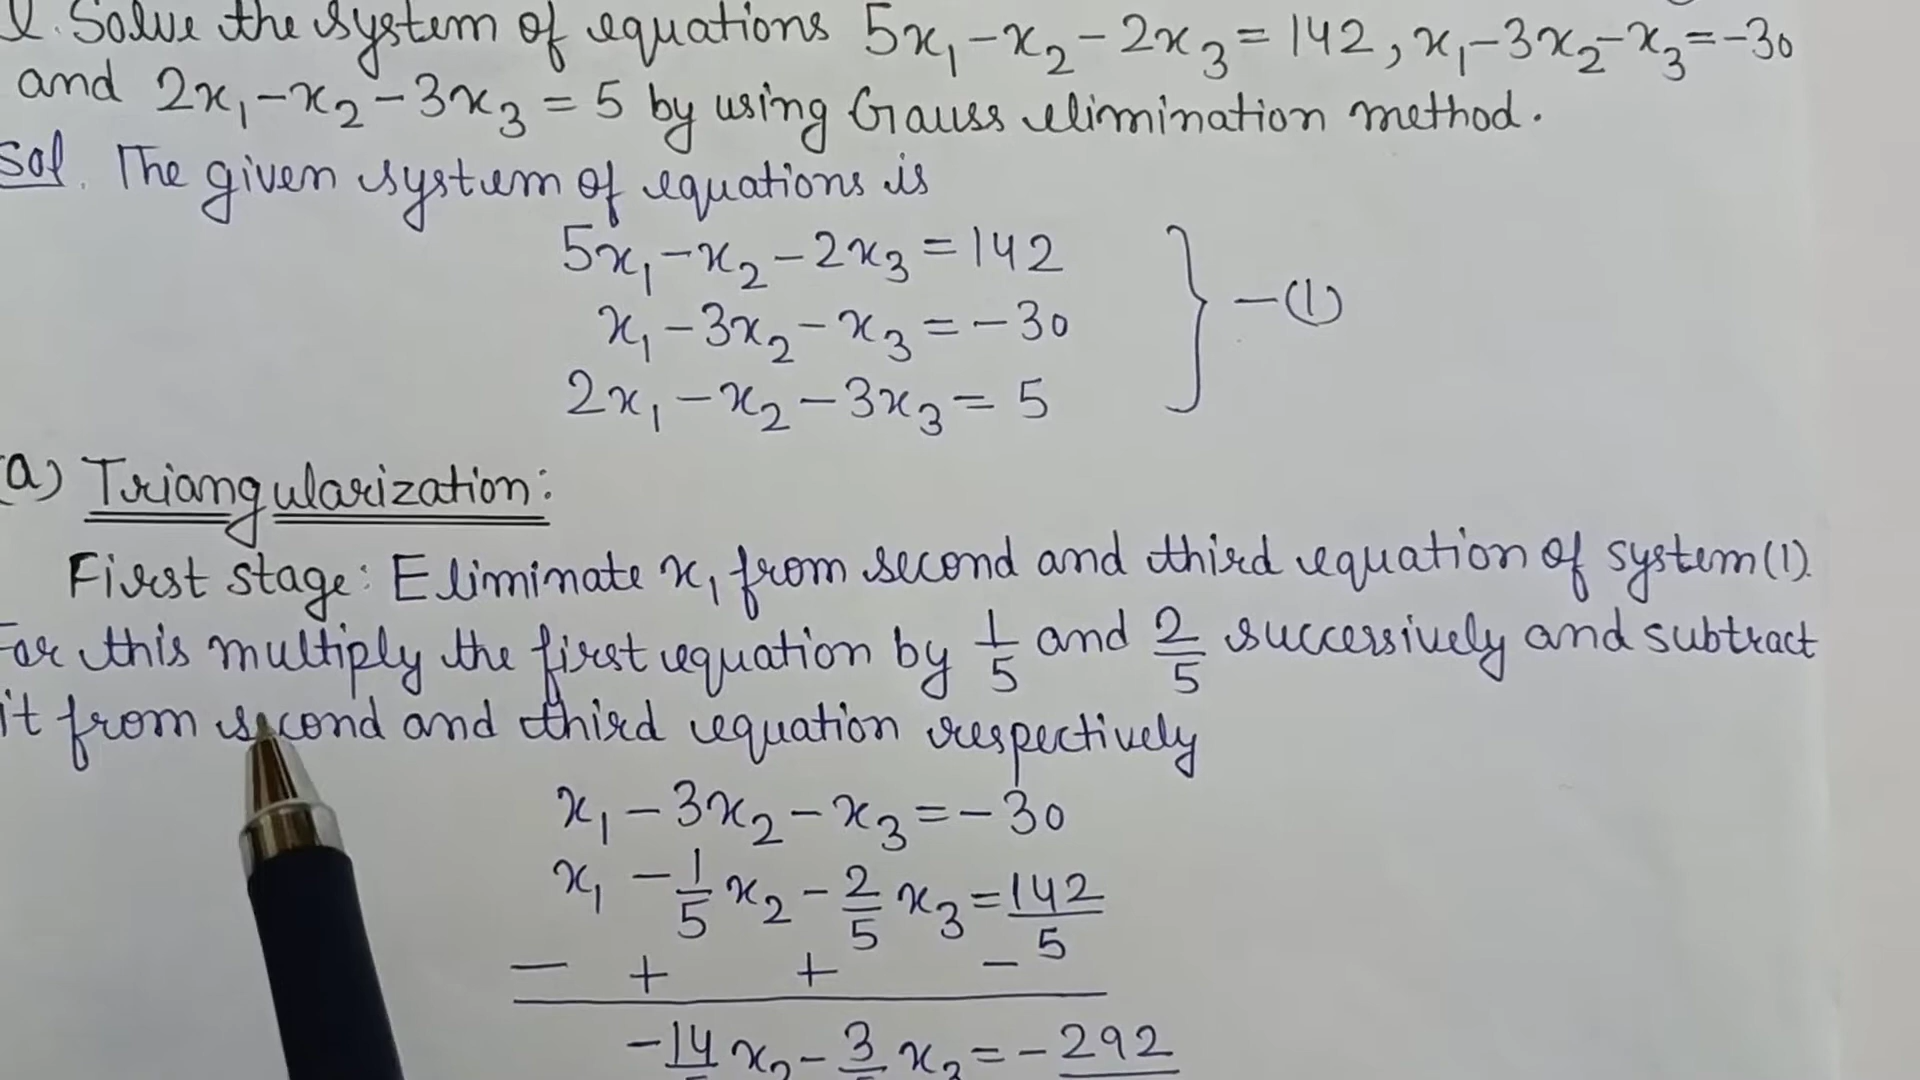 Q. Solve the system of equations 5x₁-x₂-2x₃=142, x₁-3x₂-x₃=-30
and 2x₁-x₂-3x₃=5 by using Gauss elimination method.
Sol. The given system of equations is
5x₁-x₂-2x₃=142
x₁-3x₂-x₃=-30 } -(1)
2x₁-x₂-3x₃=5
(a) Triangularization:
First stage: Eliminate x₁ from second and third equation of system(1).
For this multiply the first equation by 1/5 and 2/5 successively and subtract
it from second and third equation respectively
x₁-3x₂-x₃=-30
x₁-1/5 x₂-2/5 x₃=142/5
- + + -
-14/5 x₂-3/5 x₃=-292